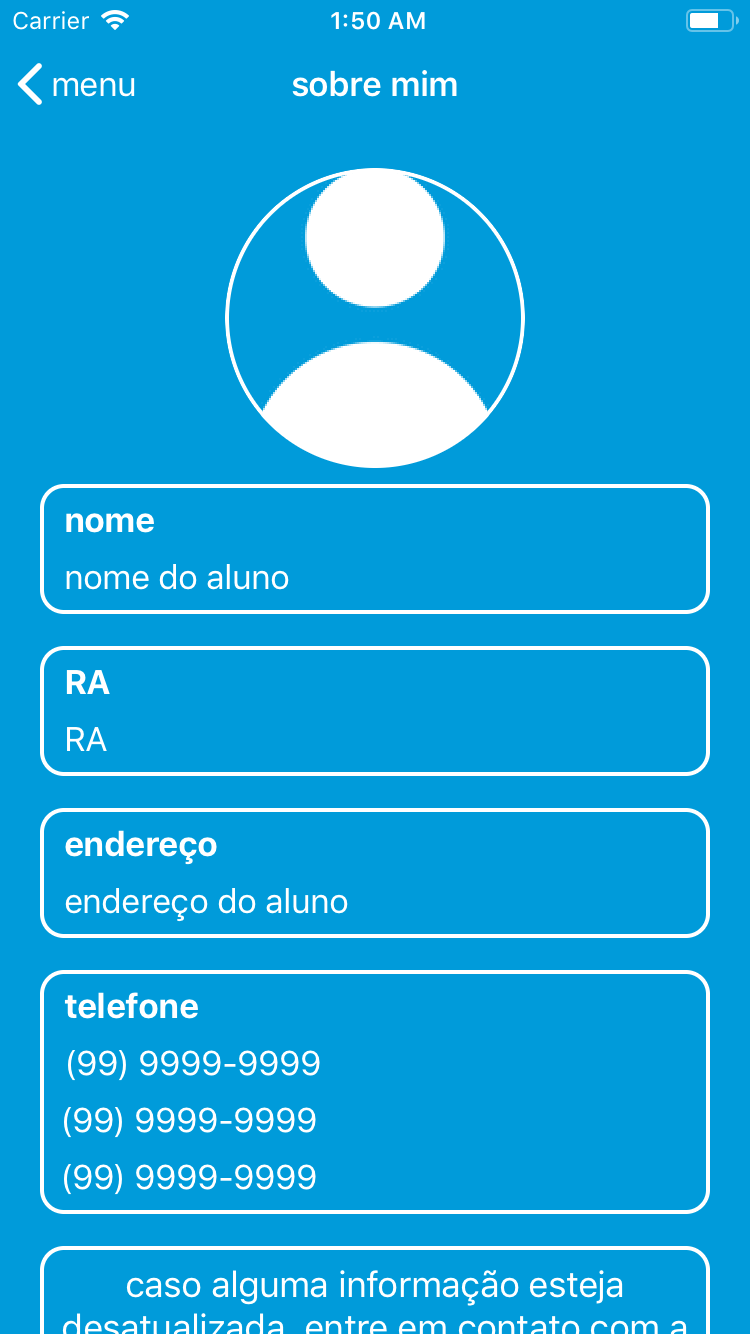 Carrier 1:50 AM
menu sobre mim
nome
nome do aluno
RA
RA
endereço
endereço do aluno
telefone
(99) 9999-9999
(99) 9999-9999
(99) 9999-9999
caso alguma informação esteja
desatualizada, entre em contato com a